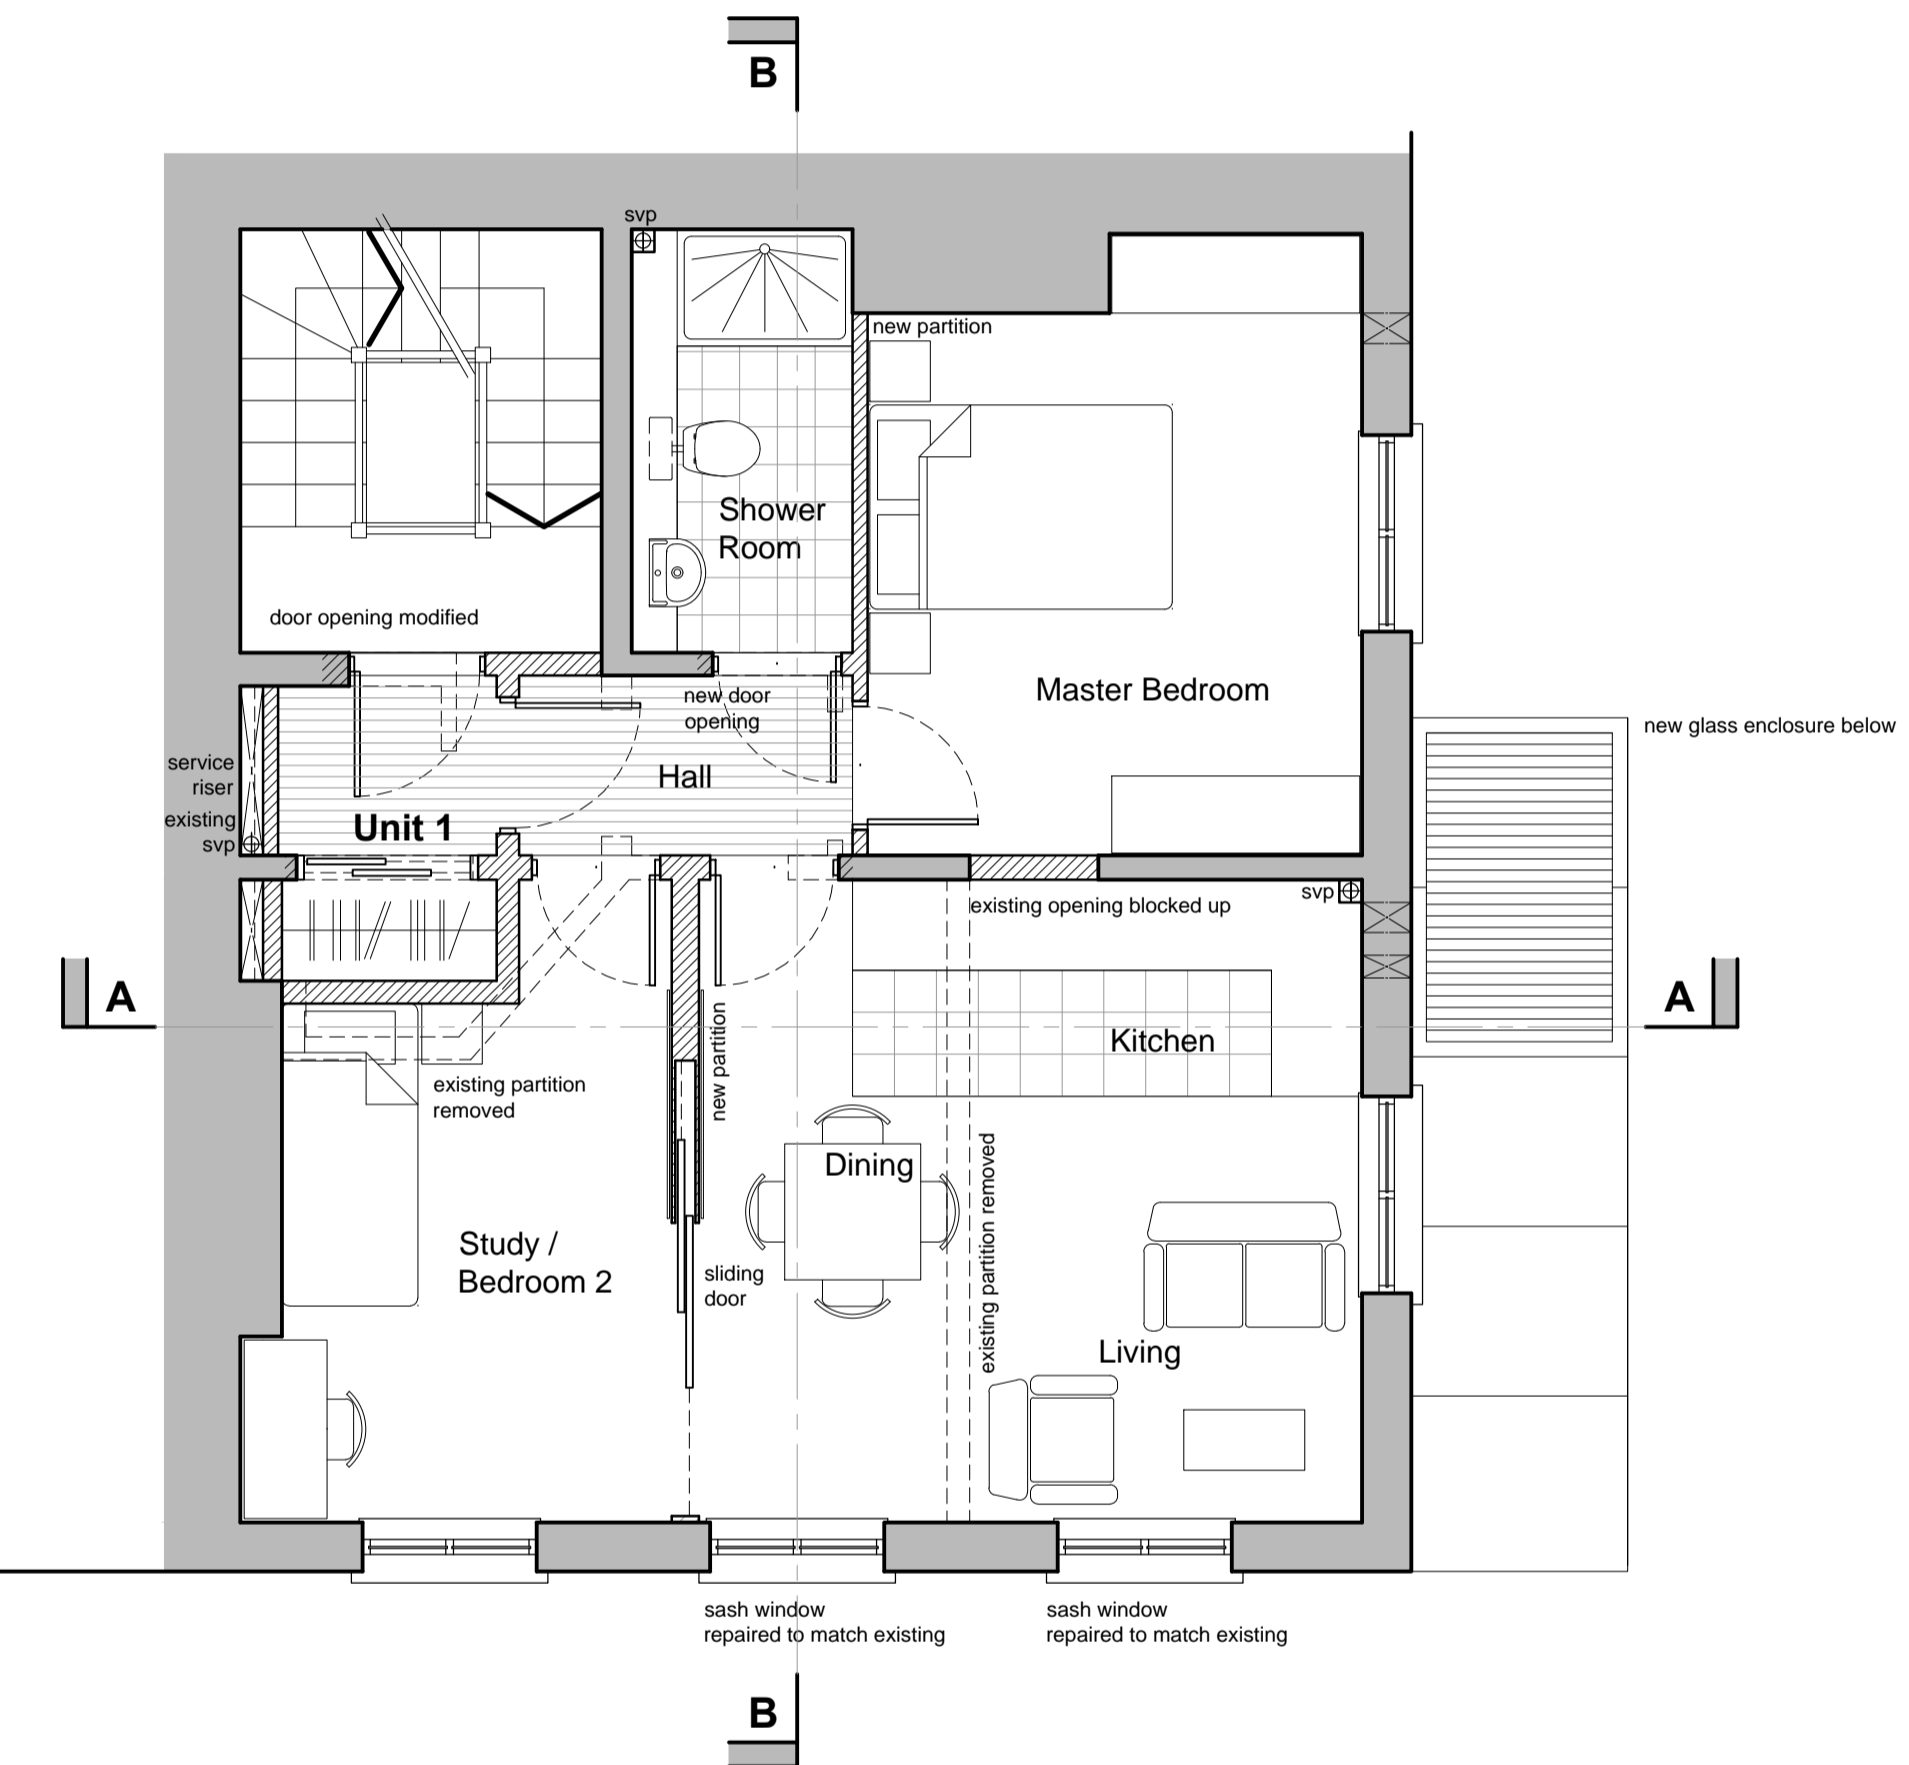 B
svp
new partition
Shower
Room
door opening modified
Master Bedroom
new door
opening
new glass enclosure below
service
riser
Hall
existing
svp
Unit 1
svp
existing opening blocked up
A
A
Kitchen
new partition
existing partition
removed
Dining
existing partition removed
Study /
Bedroom 2
sliding
door
Living
sash window
repaired to match existing
sash window
repaired to match existing
B